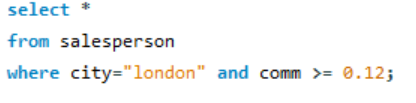 select *
from salesperson
where city="london" and comm >= 0.12;